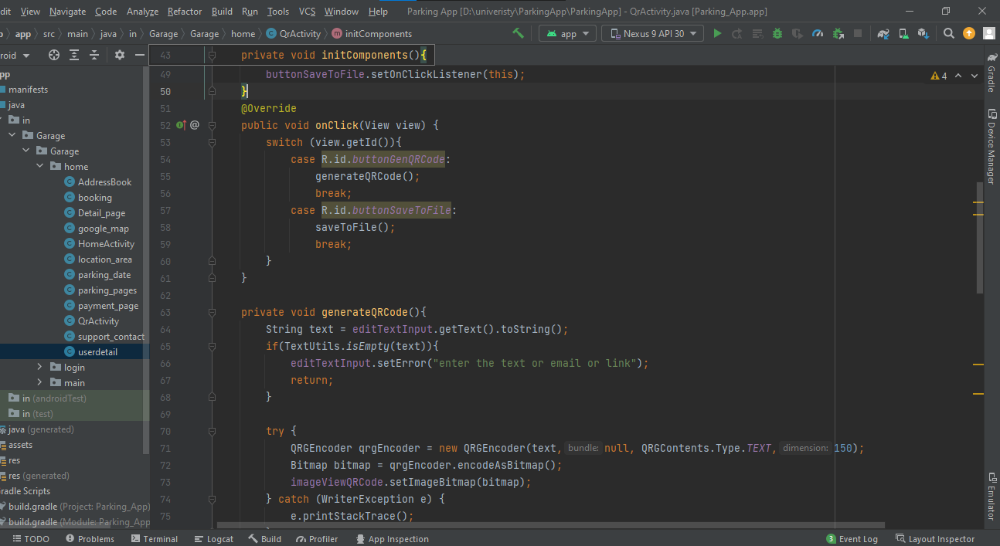 dit View Navigate Code Analyze Refactor Build Run Tools VCS Window Help Parking App [D:\univeristy\ParkingApp\ParkingApp] - QrActivity.java [Parking_App.app]
app src main java in Garage Garage home QrActivity initComponents app Nexus 9 API 30
roid
43 private void initComponents(){
49 buttonSaveToFile.setOnClickListener(this);
50 }
51 @Override
52 @ public void onClick(View view) {
53 switch (view.getId()){
54 case R.id.buttonGenQRCode:
55 generateQRCode();
56 break;
57 case R.id.buttonSaveToFile:
58 saveToFile();
59 break;
60 }
61 }
62
63 private void generateQRCode(){
64 String text = editTextInput.getText().toString();
65 if(TextUtils.isEmpty(text)){
66 editTextInput.setError("enter the text or email or link");
67 return;
68 }
69
70 try {
71 QRGEncoder qrgEncoder = new QRGEncoder(text, bundle: null, QRGContents.Type.TEXT, dimension: 150);
72 Bitmap bitmap = qrgEncoder.encodeAsBitmap();
73 imageViewQRCode.setImageBitmap(bitmap);
74 } catch (WriterException e) {
75 e.printStackTrace();
4
pp
manifests
java
in
Garage
Garage
home
AddressBook
booking
Detail_page
google_map
HomeActivity
location_area
parking_date
parking_pages
payment_page
QrActivity
support_contact
userdetail
login
main
in (androidTest)
in (test)
java (generated)
assets
res
res (generated)
radle Scripts
build.gradle (Project: Parking_App)
build.gradle (Module: Parking_App
Gradle
Device Manager
Emulator
TODO Problems Terminal Logcat Build Profiler App Inspection 3 Event Log Layout Inspector